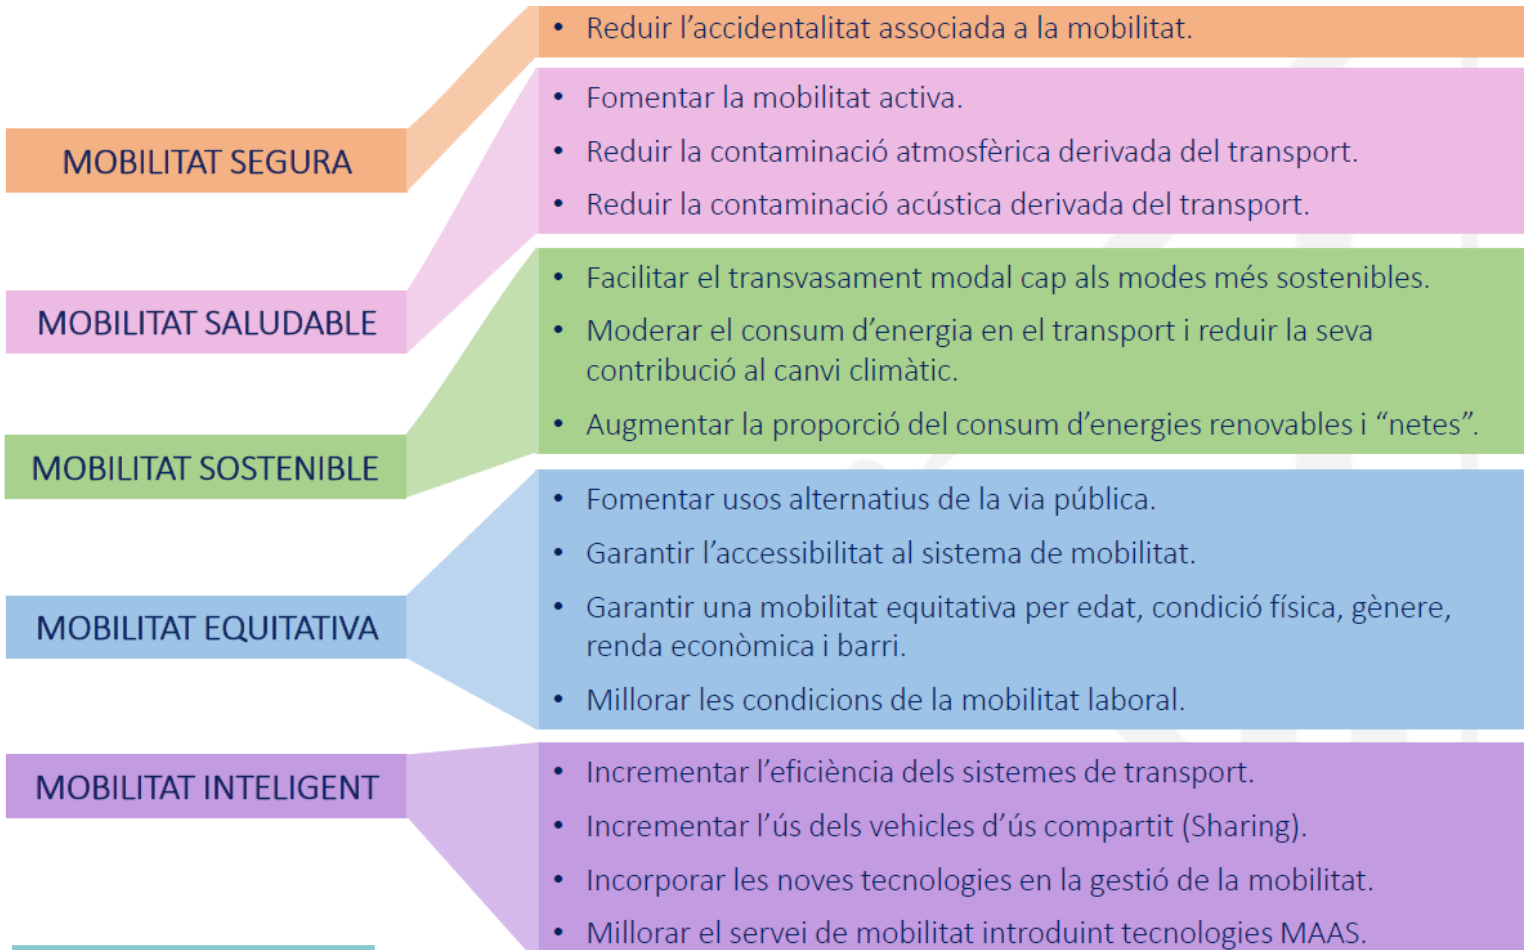 MOBILITAT SEGURA
• Reduir l’accidentalitat associada a la mobilitat.
MOBILITAT SALUDABLE
• Fomentar la mobilitat activa.
• Reduir la contaminació atmosfèrica derivada del transport.
• Reduir la contaminació acústica derivada del transport.
MOBILITAT SOSTENIBLE
• Facilitar el transvasament modal cap als modes més sostenibles.
• Moderar el consum d’energia en el transport i reduir la seva
contribució al canvi climàtic.
• Augmentar la proporció del consum d’energies renovables i “netes”.
MOBILITAT EQUITATIVA
• Fomentar usos alternatius de la via pública.
• Garantir l’accessibilitat al sistema de mobilitat.
• Garantir una mobilitat equitativa per edat, condició física, gènere,
renda econòmica i barri.
• Millorar les condicions de la mobilitat laboral.
MOBILITAT INTELIGENT
• Incrementar l’eficiència dels sistemes de transport.
• Incrementar l’ús dels vehicles d’ús compartit (Sharing).
• Incorporar les noves tecnologies en la gestió de la mobilitat.
• Millorar el servei de mobilitat introduint tecnologies MAAS.